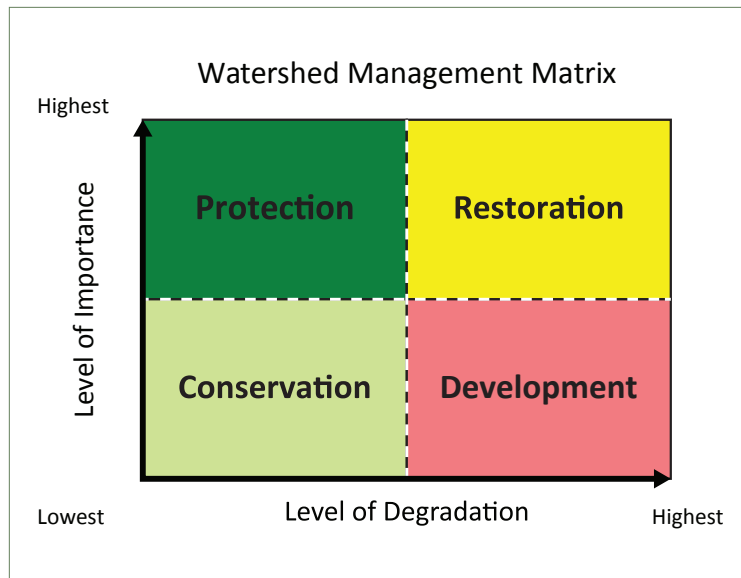 Watershed Management Matrix
Highest
Level of Importance
Protection
Restoration
Conservation
Development
Lowest
Level of Degradation
Highest